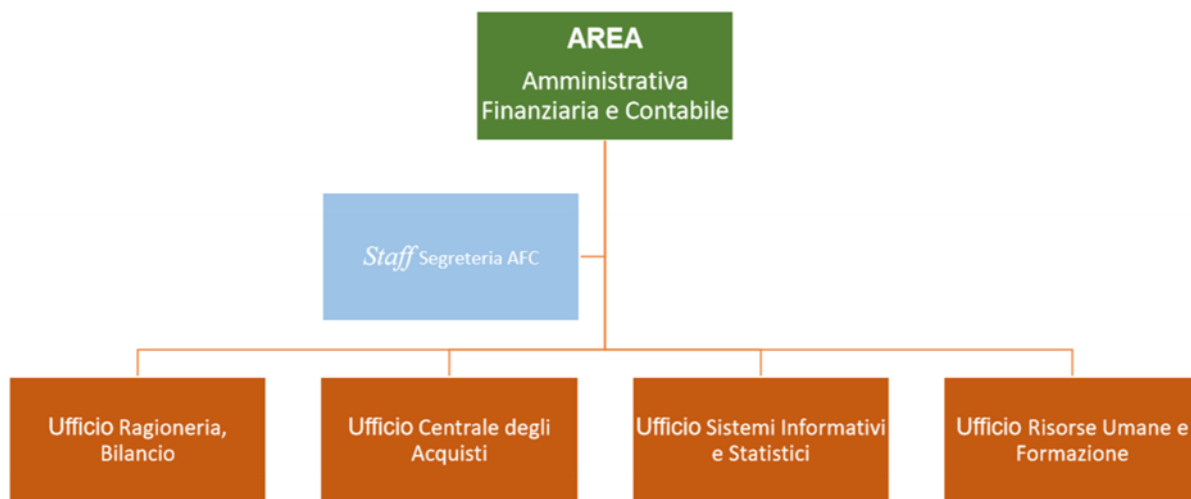 AREA
Amministrativa
Finanziaria e Contabile
Staff Segreteria AFC
Ufficio Ragioneria,
Bilancio
Ufficio Centrale degli
Acquisti
Ufficio Sistemi Informativi
e Statistici
Ufficio Risorse Umane e
Formazione